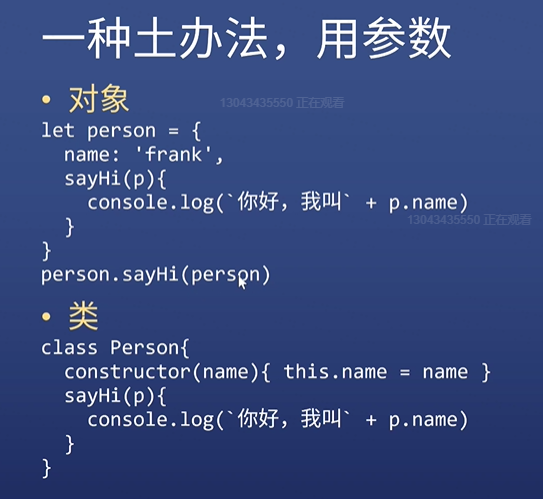 一种土办法，用参数
• 对象
13043435550 正在观看
let person = {
  name: 'frank',
  sayHi(p){
    console.log(`你好，我叫` + p.name)
13043435550 正在观看
  }
}
person.sayHi(person)
• 类
class Person{
  constructor(name){ this.name = name }
  sayHi(p){
    console.log(`你好，我叫` + p.name)
  }
}